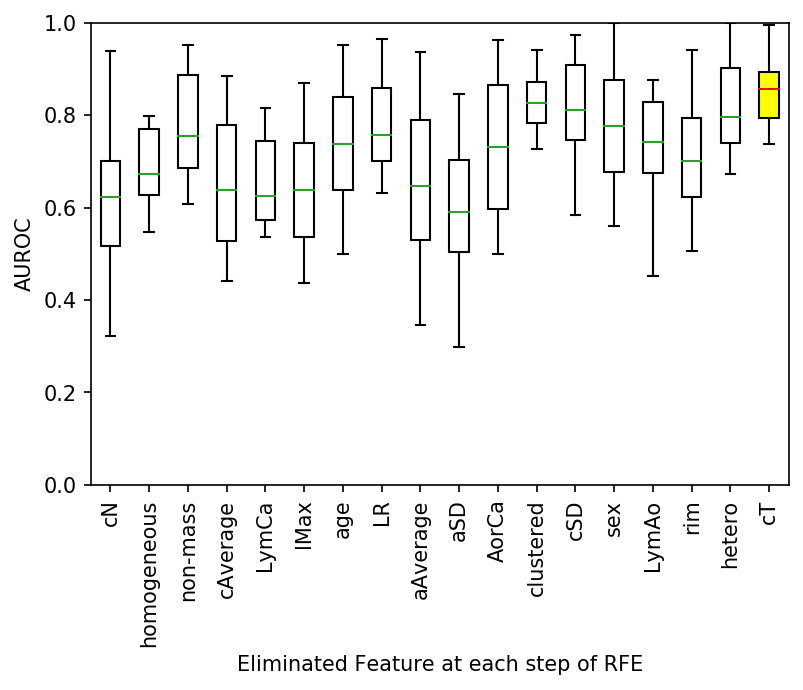 1.0
0.8
0.6
0.4
0.2
0.0
AUROC
cN
homogeneous
non-mass
cAverage
LymCa
lMax
age
LR
aAverage
aSD
AorCa
clustered
cSD
sex
LymAo
rim
hetero
cT
Eliminated Feature at each step of RFE